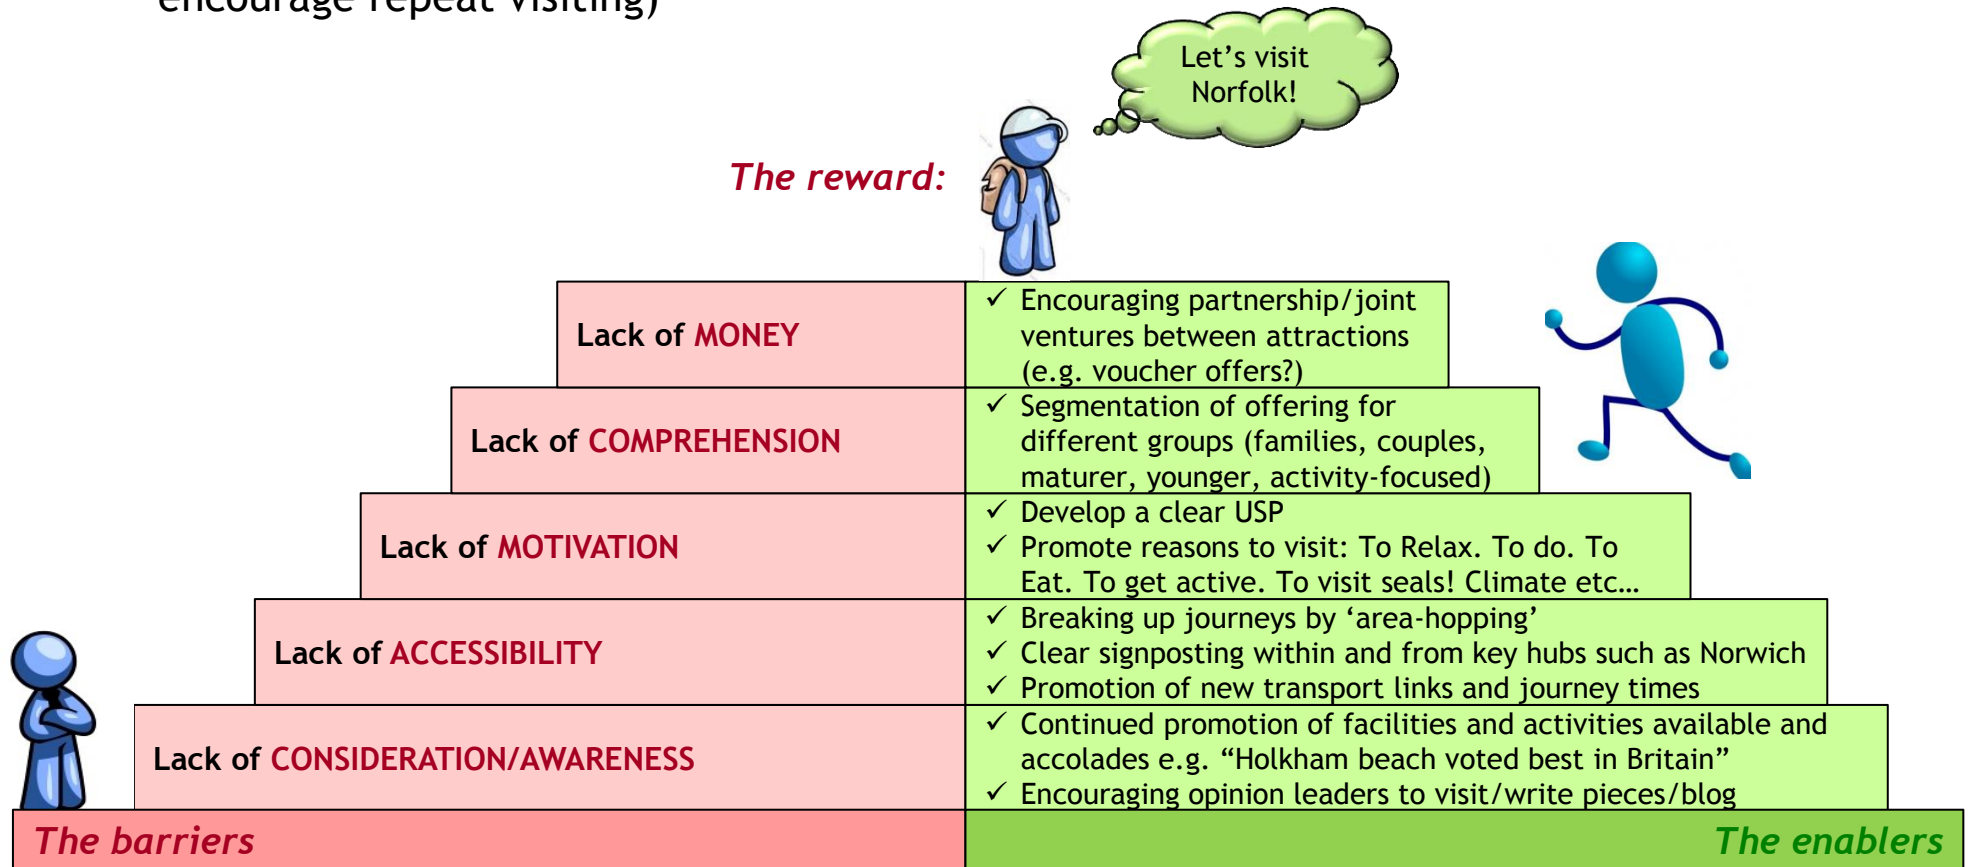 encourage repeat visiting)
Let’s visit
Norfolk!
The reward:
Lack of MONEY
✓ Encouraging partnership/joint
ventures between attractions
(e.g. voucher offers?)
Lack of COMPREHENSION
✓ Segmentation of offering for
different groups (families, couples,
maturer, younger, activity-focused)
Lack of MOTIVATION
✓ Develop a clear USP
✓ Promote reasons to visit: To Relax. To do. To
Eat. To get active. To visit seals! Climate etc…
Lack of ACCESSIBILITY
✓ Breaking up journeys by ‘area-hopping’
✓ Clear signposting within and from key hubs such as Norwich
✓ Promotion of new transport links and journey times
Lack of CONSIDERATION/AWARENESS
✓ Continued promotion of facilities and activities available and
accolades e.g. “Holkham beach voted best in Britain”
✓ Encouraging opinion leaders to visit/write pieces/blog
The barriers
The enablers